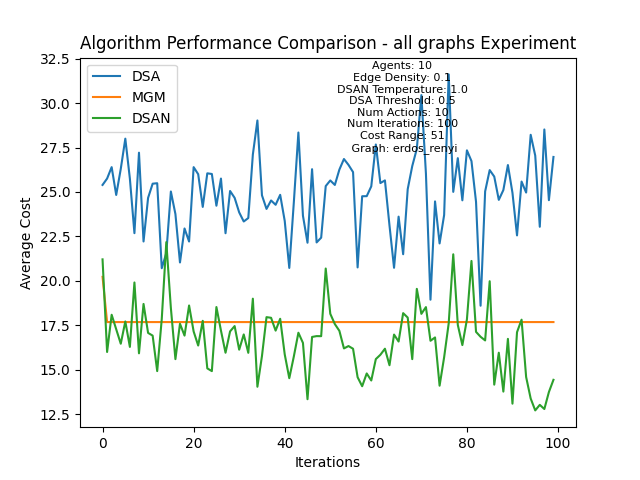 Algorithm Performance Comparison - all graphs Experiment
DSA
MGM
DSAN
Agents: 10
Edge Density: 0.1
DSAN Temperature: 1.0
DSA Threshold: 0.5
Num Actions: 10
Num Iterations: 100
Cost Range: 51
Graph: erdos_renyi
Average Cost
32.5
30.0
27.5
25.0
22.5
20.0
17.5
15.0
12.5
0
20
40
60
80
100
Iterations